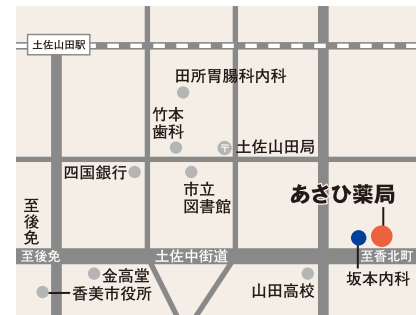 土佐山田駅
田所胃腸科内科
竹本
歯科
〒
土佐山田局
四国銀行
市立
図書館
あさひ薬局
至後免
至後免
土佐中街道
至香北町
金高堂
香美市役所
山田高校
坂本内科